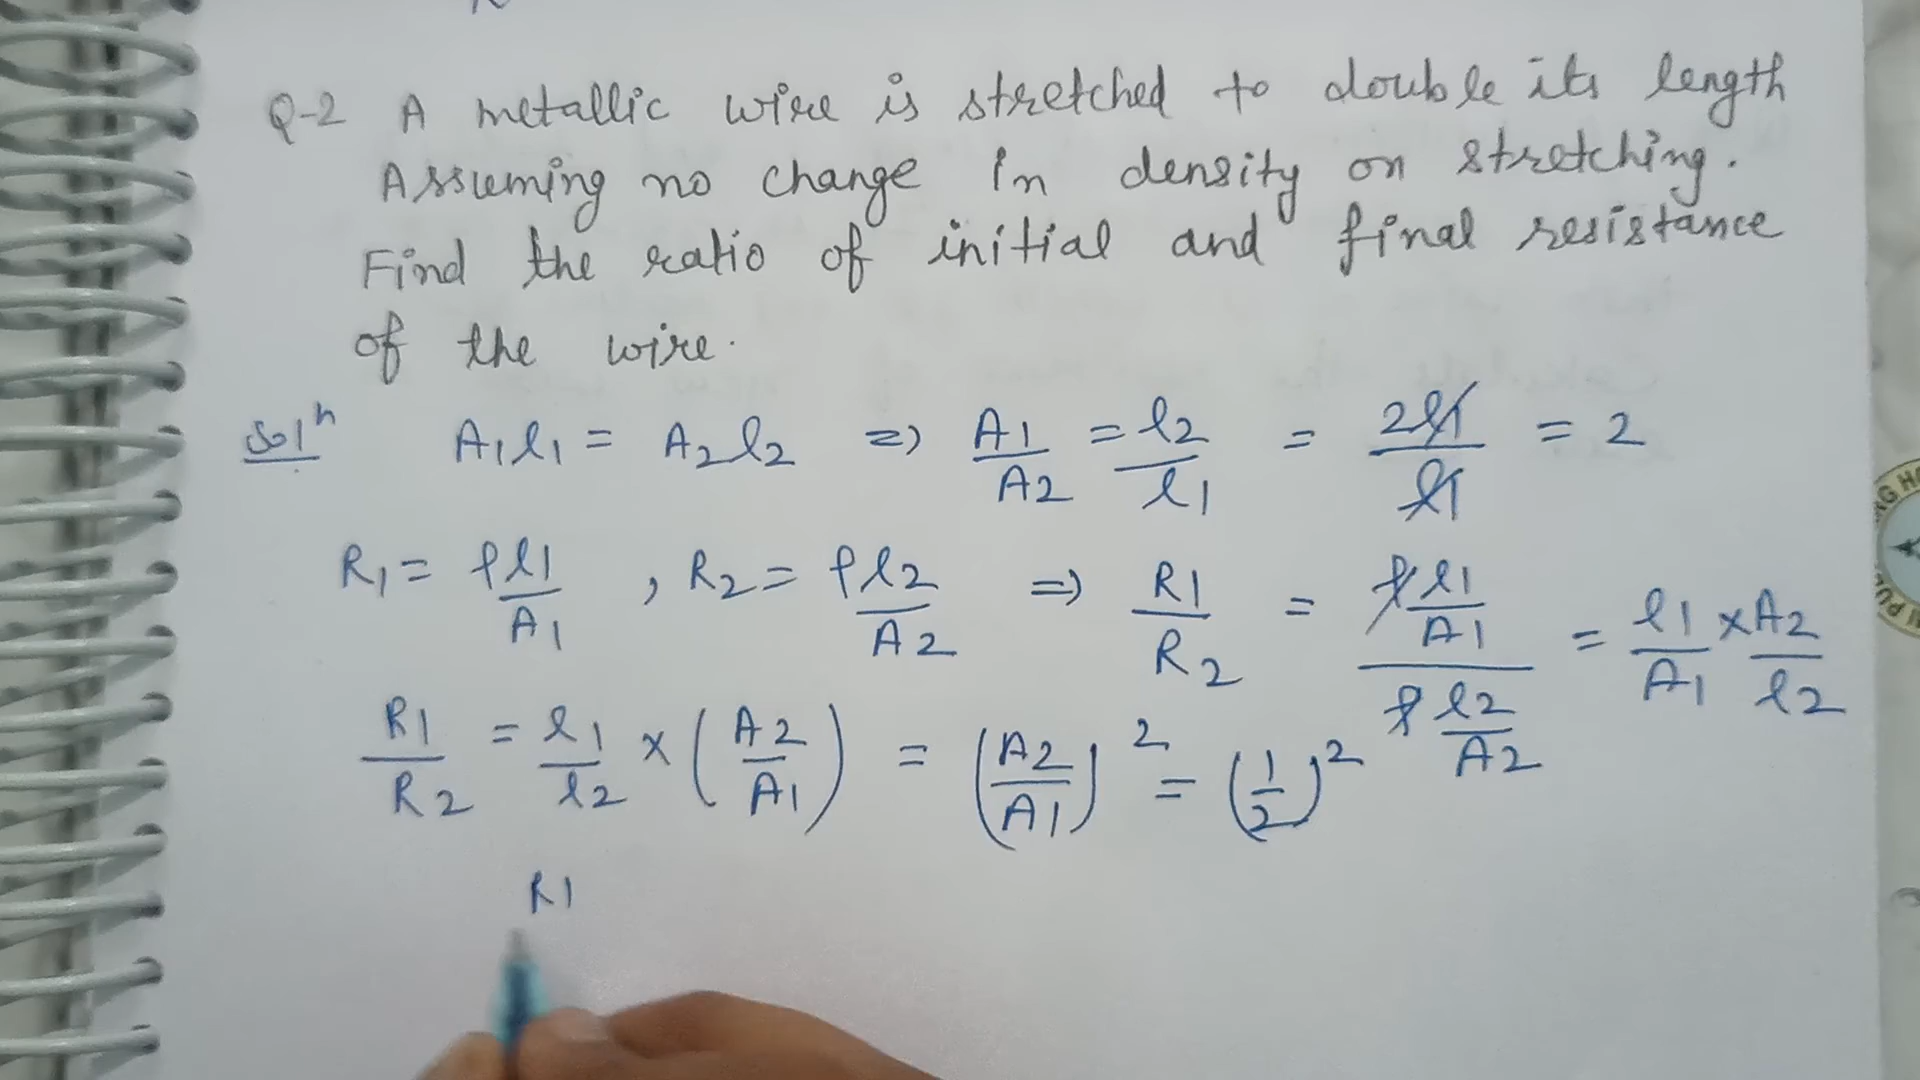 Q-2 A metallic wire is stretched to double its length
Assuming no change in density on stretching.
Find the ratio of initial and final resistance
of the wire.
Solⁿ A1l1 = A2l2 => A1/A2 = l2/l1 = 2l1/l1 = 2
R1 = ρl1/A1 , R2 = ρl2/A2 => R1/R2 = (ρl1/A1)/(ρl2/A2) = l1/A1 x A2/l2
R1/R2 = l1/l2 x (A2/A1) = (A2/A1)² = (1/2)²
R1